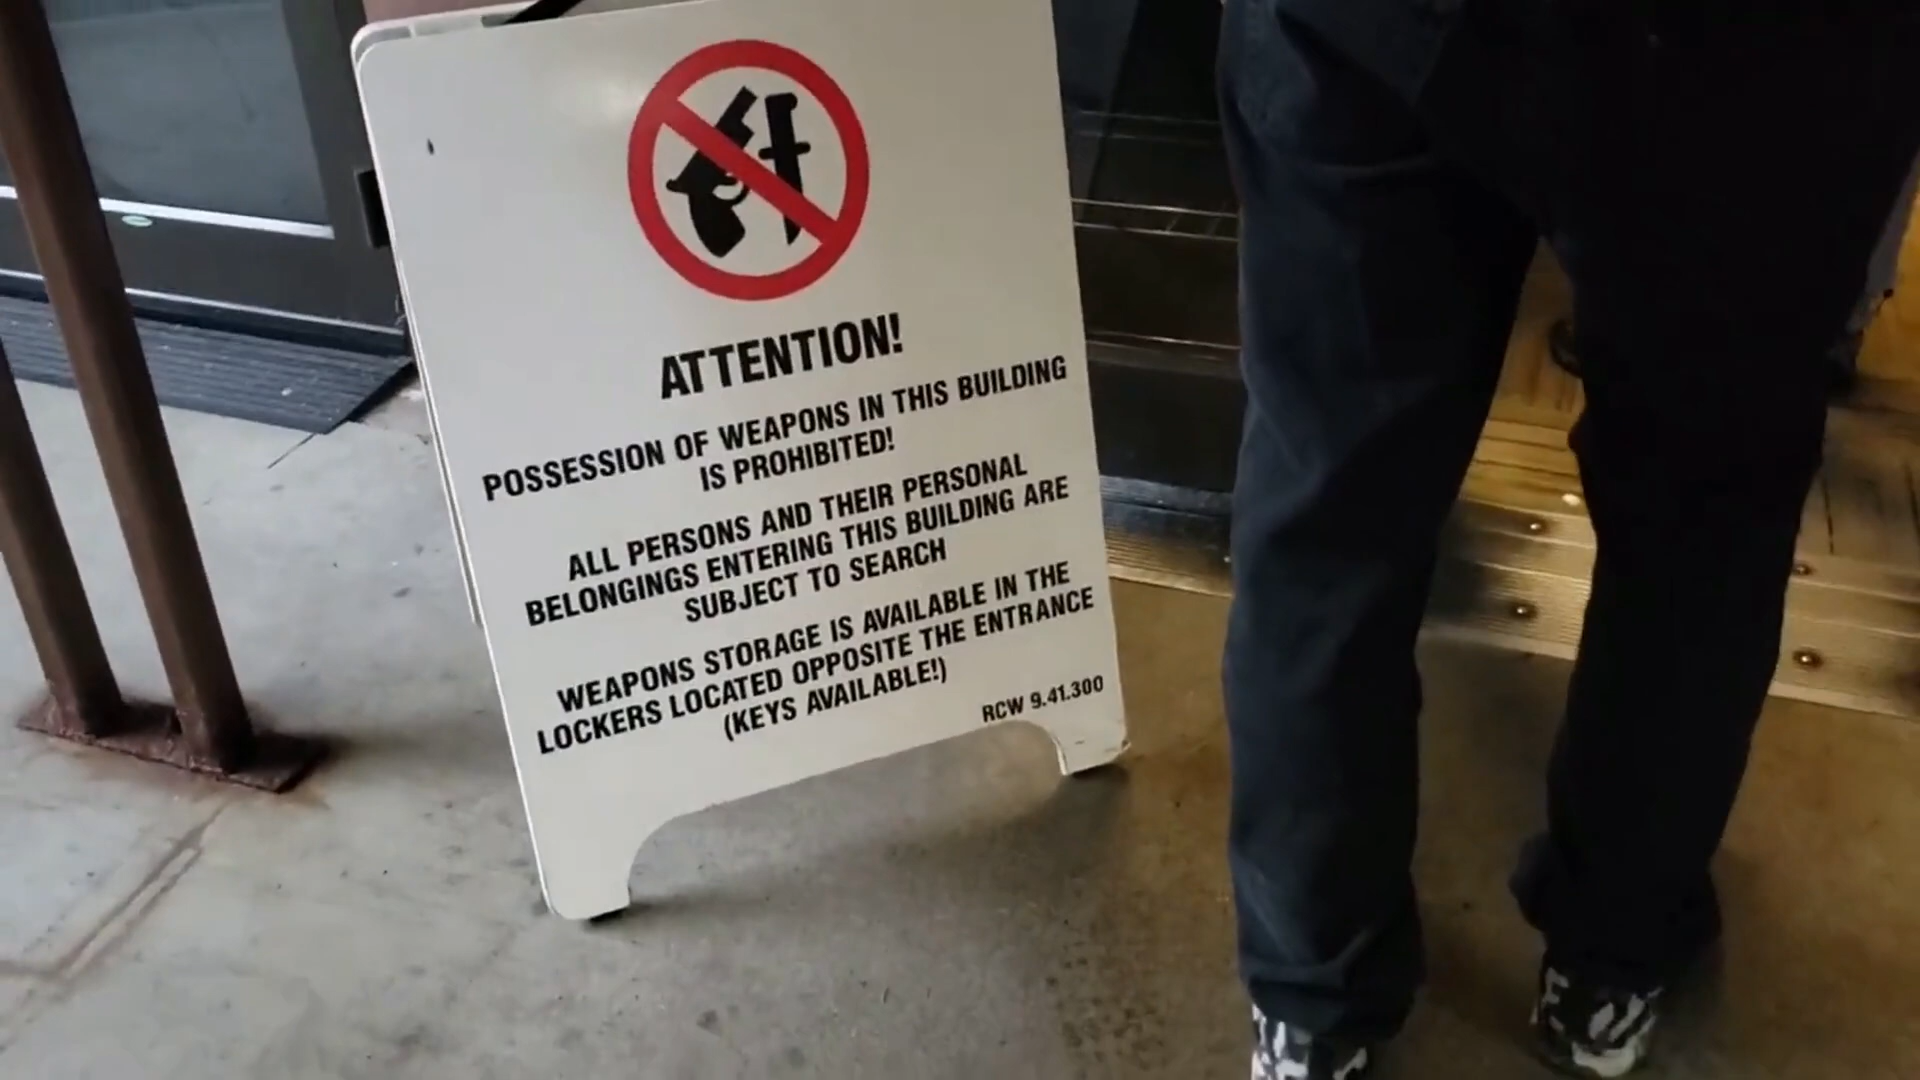 ATTENTION!
POSSESSION OF WEAPONS IN THIS BUILDING
IS PROHIBITED!
ALL PERSONS AND THEIR PERSONAL
BELONGINGS ENTERING THIS BUILDING ARE
SUBJECT TO SEARCH
WEAPONS STORAGE IS AVAILABLE IN THE
LOCKERS LOCATED OPPOSITE THE ENTRANCE
(KEYS AVAILABLE!)
RCW 9.41.300